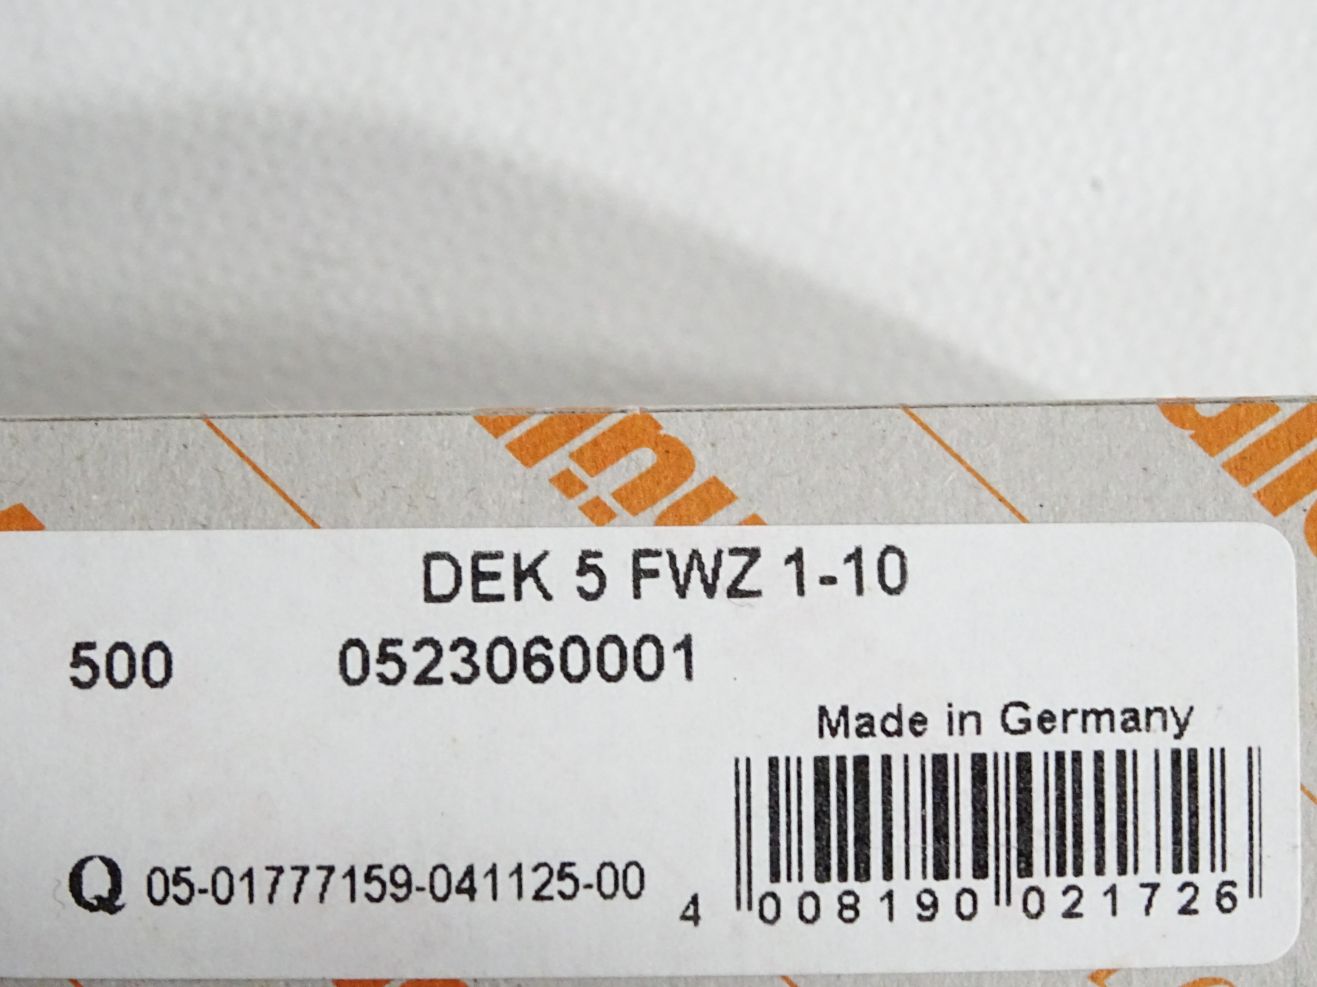 DEK 5 FWZ 1-10
500 0523060001
Made in Germany
Q 05-01777159-041125-00
4 008190 021726